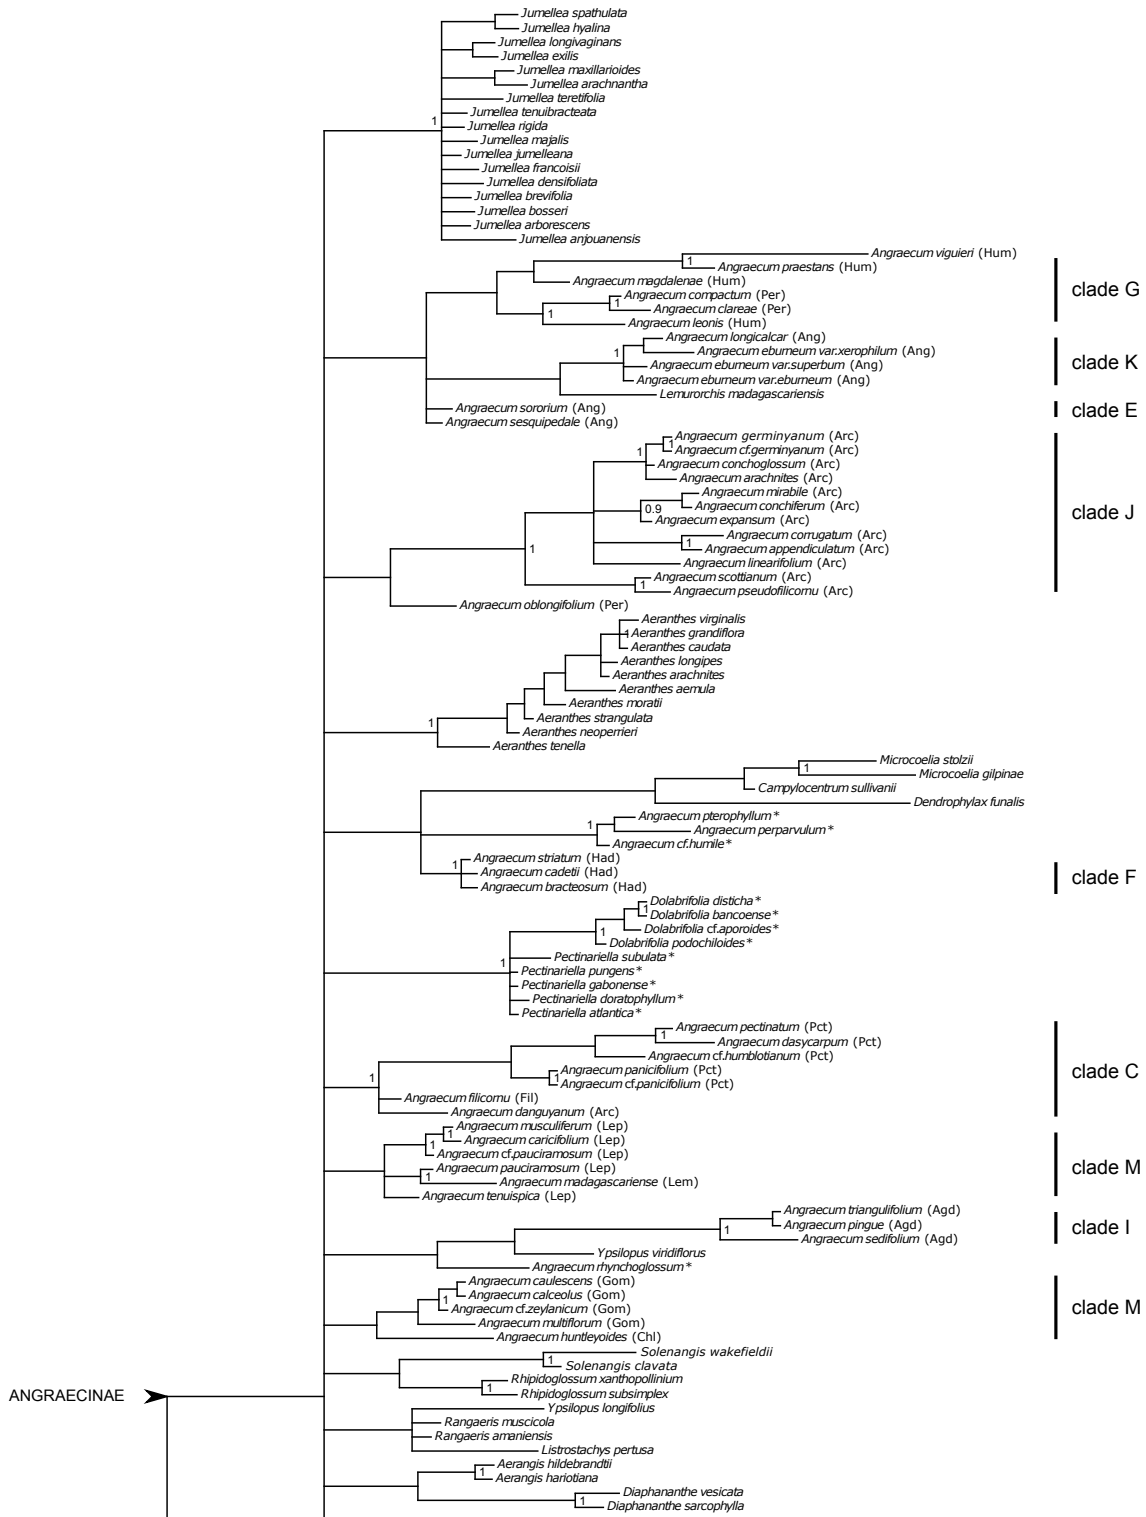 Jumellea spathulata
Jumellea hyalina
Jumellea longivaginans
Jumellea exilis
Jumellea maxillarioides
Jumellea arachnantha
Jumellea teretifolia
Jumellea tenuibracteata
1
Jumellea rigida
Jumellea majalis
Jumellea jumelleana
Jumellea francoisii
Jumellea densifoliata
Jumellea brevifolia
Jumellea bosseri
Jumellea arborescens
Jumellea anjouanensis
Angraecum viguieri (Hum)
1
Angraecum praestans (Hum)
Angraecum magdalenae (Hum)
clade G
Angraecum compactum (Per)
1
Angraecum clareae (Per)
1
Angraecum leonis (Hum)
Angraecum longicalcar (Ang)
1
Angraecum eburneum var.xerophilum (Ang)
clade K
Angraecum eburneum var.superbum (Ang)
Angraecum eburneum var.eburneum (Ang)
Lemurorchis madagascariensis
Angraecum sororium (Ang)
clade E
Angraecum sesquipedale (Ang)
Angraecum germinyanum (Arc)
1
1
Angraecum cf.germinyanum (Arc)
Angraecum conchoglossum (Arc)
Angraecum arachnites (Arc)
Angraecum mirabile (Arc)
0.9
Angraecum conchiferum (Arc)
clade J
Angraecum expansum (Arc)
Angraecum corrugatum (Arc)
1
1
Angraecum appendiculatum (Arc)
Angraecum linearifolium (Arc)
Angraecum scottianum (Arc)
1
Angraecum pseudofilicornu (Arc)
Angraecum oblongifolium (Per)
Aeranthes virginalis
1
Aeranthes grandiflora
Aeranthes caudata
Aeranthes longipes
Aeranthes arachnites
Aeranthes aemula
Aeranthes moratii
1
Aeranthes strangulata
Aeranthes neoperrieri
Aeranthes tenella
Microcoelia stolzii
1
Microcoelia gilpinae
Campylocentrum sullivanii
Dendrophylax funalis
Angraecum pterophyllum *
1
Angraecum perparvulum *
Angraecum cf.humile *
Angraecum striatum (Had)
1
Angraecum cadetii (Had)
clade F
Angraecum bracteosum (Had)
Dolabrifolia disticha *
1
Dolabrifolia bancoense *
1
Dolabrifolia cf.aporoides *
Dolabrifolia podochiloides *
1
Pectinariella subulata *
Pectinariella pungens *
Pectinariella gabonense *
Pectinariella doratophyllum *
Pectinariella atlantica *
Angraecum pectinatum (Pct)
1
Angraecum dasycarpum (Pct)
Angraecum cf.humblotianum (Pct)
Angraecum panicifolium (Pct)
clade C
1
1
Angraecum cf.panicifolium (Pct)
Angraecum filicornu (Fil)
Angraecum danguyanum (Arc)
Angraecum musculiferum (Lep)
1
1
Angraecum caricifolium (Lep)
Angraecum cf.pauciramosum (Lep)
Angraecum pauciramosum (Lep)
clade M
1
Angraecum madagascariense (Lem)
Angraecum tenuispica (Lep)
Angraecum triangulifolium (Agd)
1
Angraecum pingue (Agd)
clade I
Angraecum sedifolium (Agd)
Ypsilopus viridiflorus
Angraecum rhynchoglossum *
Angraecum caulescens (Gom)
1
Angraecum calceolus (Gom)
Angraecum cf.zeylanicum (Gom)
clade M
Angraecum multiflorum (Gom)
Angraecum huntleyoides (Chl)
Solenangis wakefieldii
1
Solenangis clavata
Rhipidoglossum xanthopollinium
1
Rhipidoglossum subsimplex
ANGRAECINAE
Ypsilopus longifolius
Rangaeris muscicola
Rangaeris amaniensis
Listrostachys pertusa
Aerangis hildebrandtii
1
Aerangis hariotiana
Diaphananthe vesicata
1
Diaphananthe sarcophylla